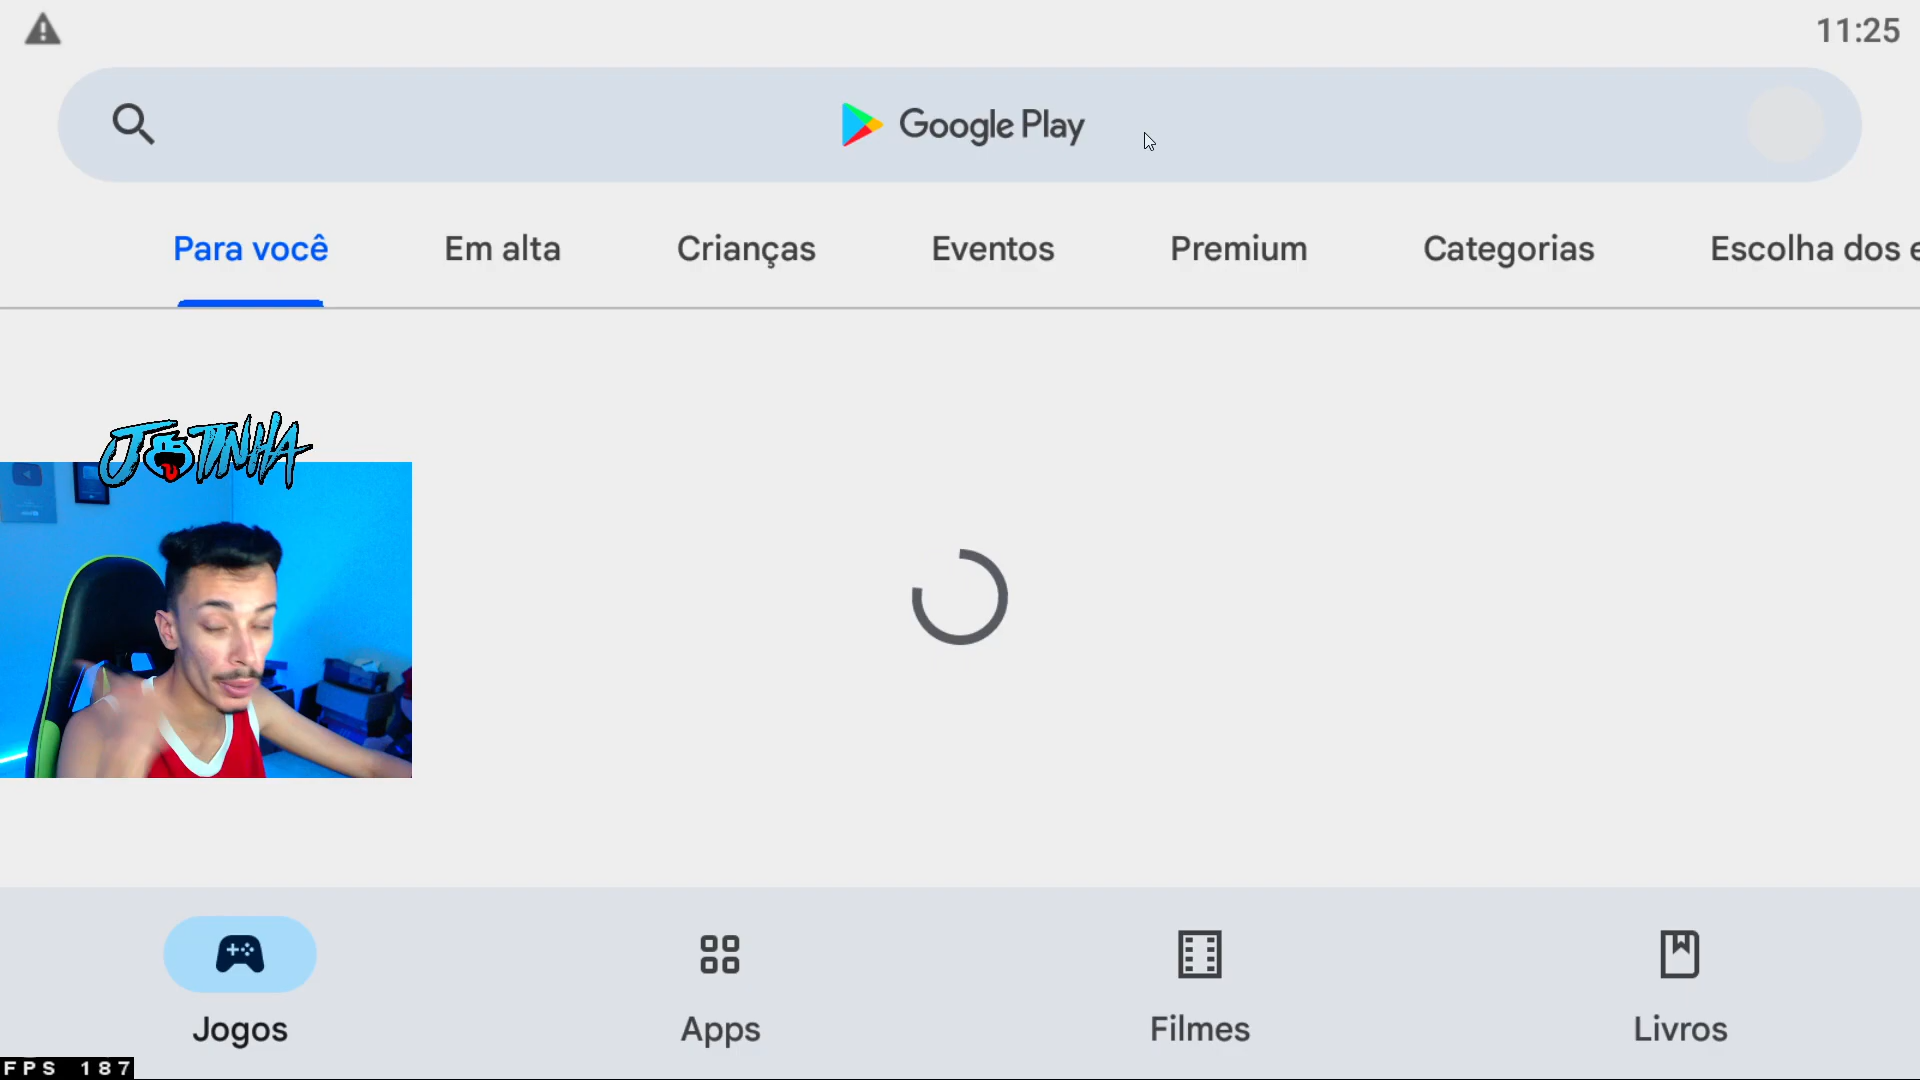 11:25
Google Play
Para você
Em alta
Crianças
Eventos
Premium
Categorias
Escolha dos e
JOTINHA
Jogos
Apps
Filmes
Livros
FPS 187